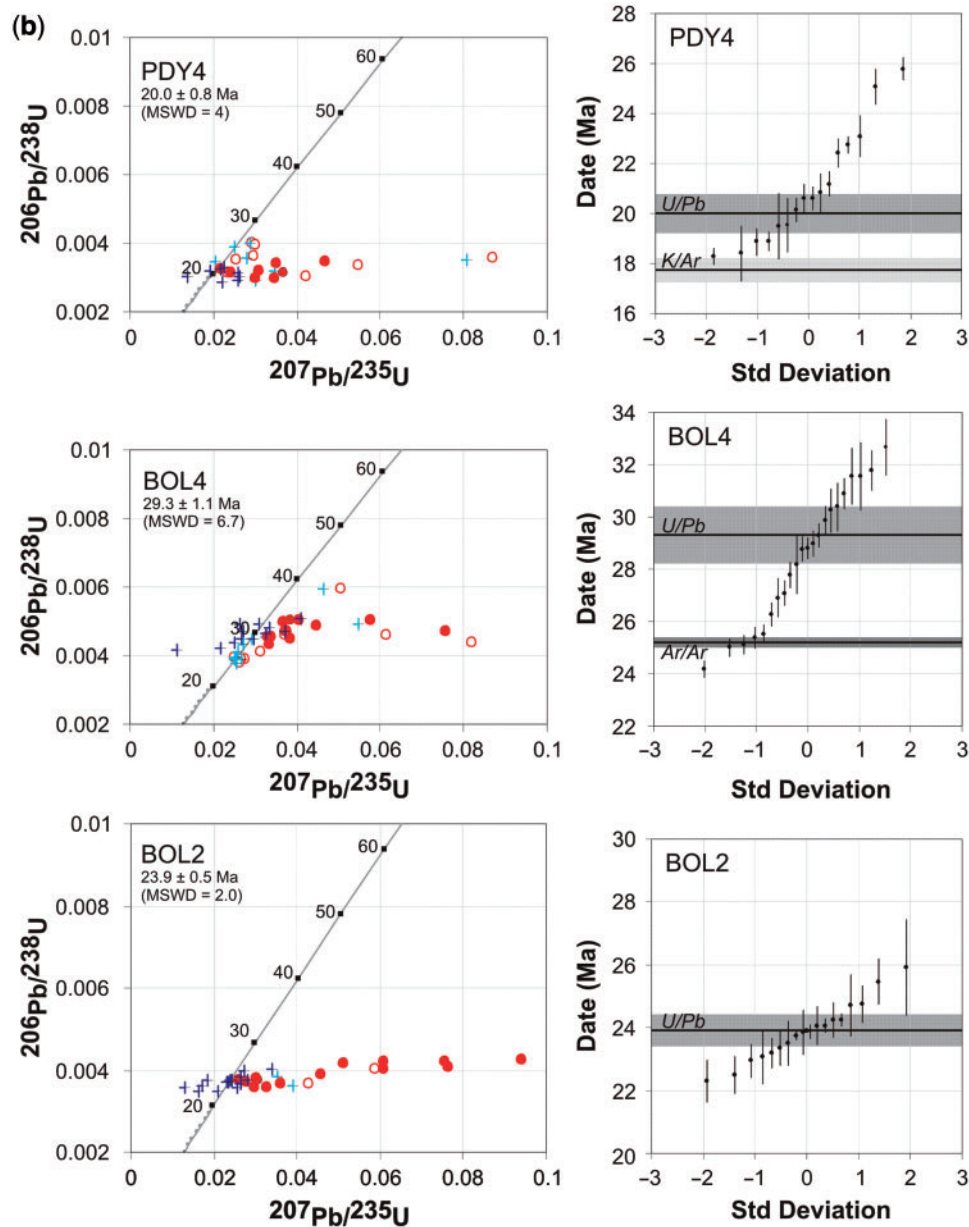 (b)
PDY4
20.0 ± 0.8 Ma
(MSWD = 4)
206Pb/238U
0.01
0.008
0.006
0.004
0.002
20
30
40
50
60
0
0.02
0.04
0.06
0.08
0.1
207Pb/235U
PDY4
Date (Ma)
28
26
24
22
20
18
16
U/Pb
K/Ar
−3
−2
−1
0
1
2
3
Std Deviation
BOL4
29.3 ± 1.1 Ma
(MSWD = 6.7)
206Pb/238U
0.01
0.008
0.006
0.004
0.002
20
30
40
50
60
0
0.02
0.04
0.06
0.08
0.1
207Pb/235U
BOL4
Date (Ma)
34
32
30
28
26
24
22
U/Pb
Ar/Ar
−3
−2
−1
0
1
2
3
Std Deviation
BOL2
23.9 ± 0.5 Ma
(MSWD = 2.0)
206Pb/238U
0.01
0.008
0.006
0.004
0.002
20
30
40
50
60
0
0.02
0.04
0.06
0.08
0.1
207Pb/235U
BOL2
Date (Ma)
30
28
26
24
22
20
U/Pb
−3
−2
−1
0
1
2
3
Std Deviation